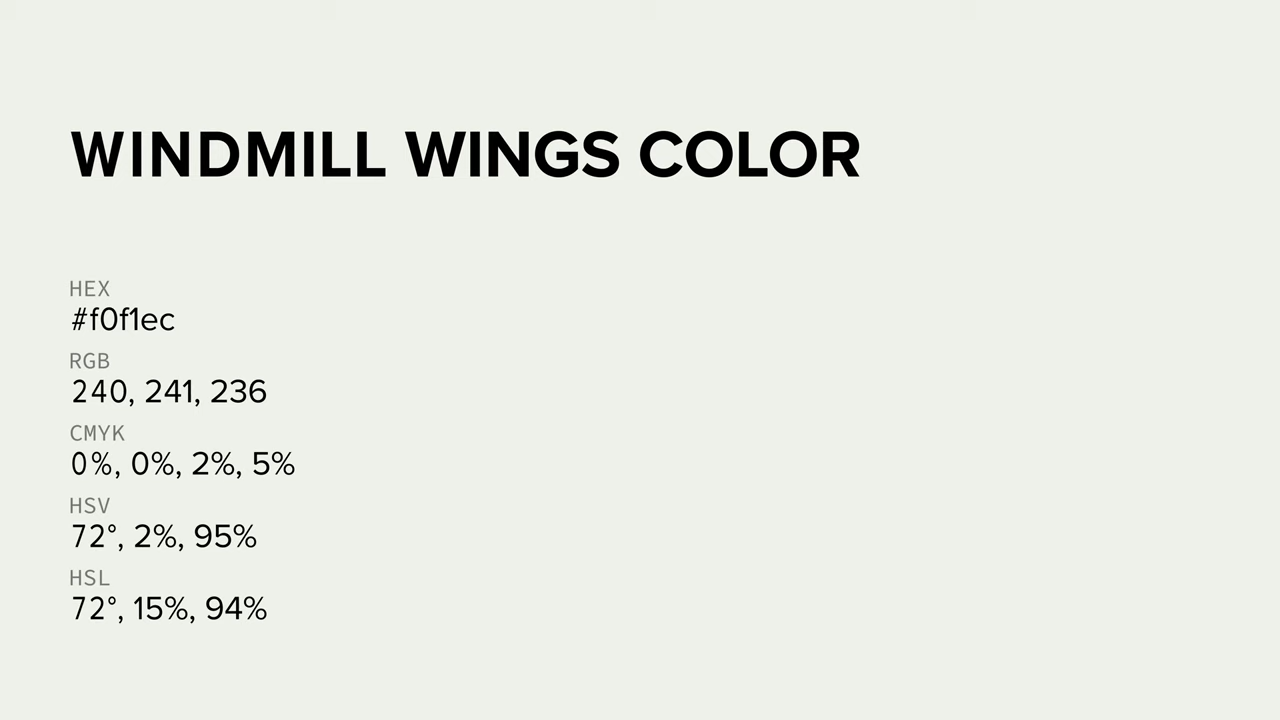 WINDMILL WINGS COLOR
HEX
#f0f1ec
RGB
240, 241, 236
CMYK
0%, 0%, 2%, 5%
HSV
72°, 2%, 95%
HSL
72°, 15%, 94%